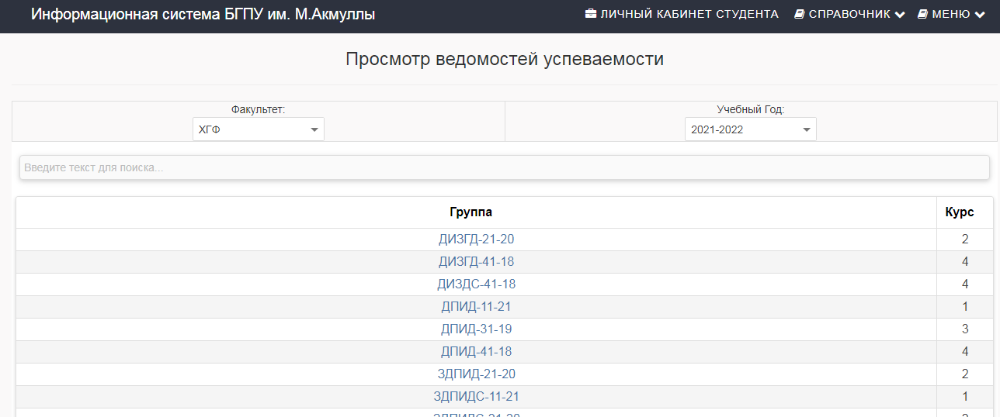 Информационная система БГПУ им. М.Акмуллы ЛИЧНЫЙ КАБИНЕТ СТУДЕНТА СПРАВОЧНИК МЕНЮ
Просмотр ведомостей успеваемости
Факультет: Учебный Год:
ХГФ 2021-2022
Введите текст для поиска...
Группа Курс
ДИЗГД-21-20 2
ДИЗГД-41-18 4
ДИЗДС-41-18 4
ДПИД-11-21 1
ДПИД-31-19 3
ДПИД-41-18 4
ЗДПИД-21-20 2
ЗДПИДС-11-21 1